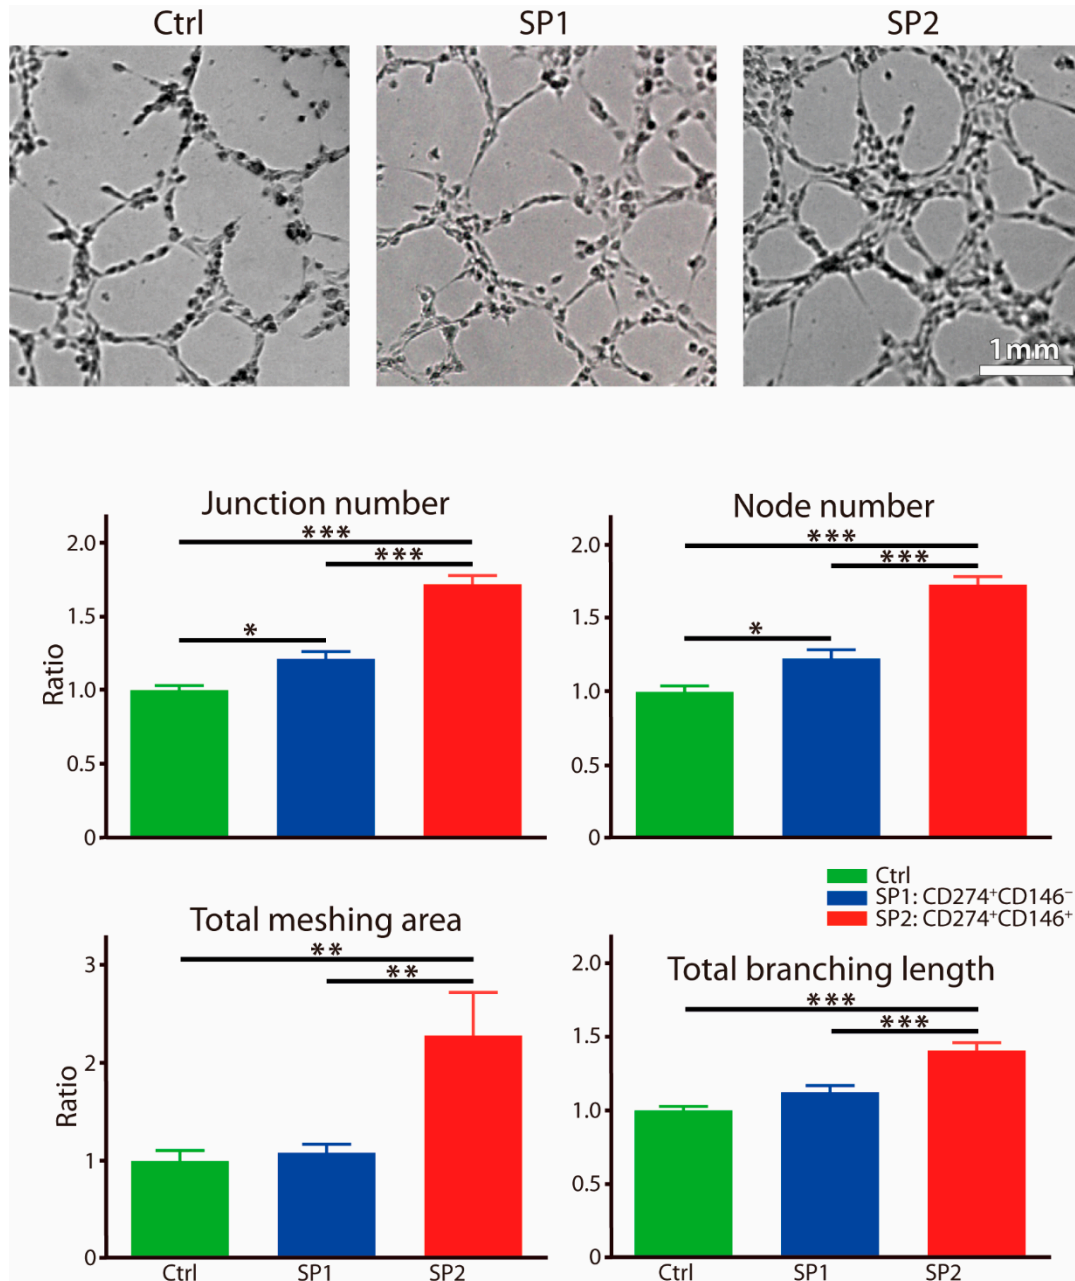 Ctrl SP1 SP2
1mm
Junction number
Ratio
2.0
1.5
1.0
0.5
0
***
***
*
Node number
2.0
1.5
1.0
0.5
0
***
***
*
Ctrl
SP1: CD274⁺CD146⁻
SP2: CD274⁺CD146⁺
Total meshing area
Ratio
3
2
1
0
**
**
Ctrl SP1 SP2
Total branching length
2.0
1.5
1.0
0.5
0
***
***
Ctrl SP1 SP2